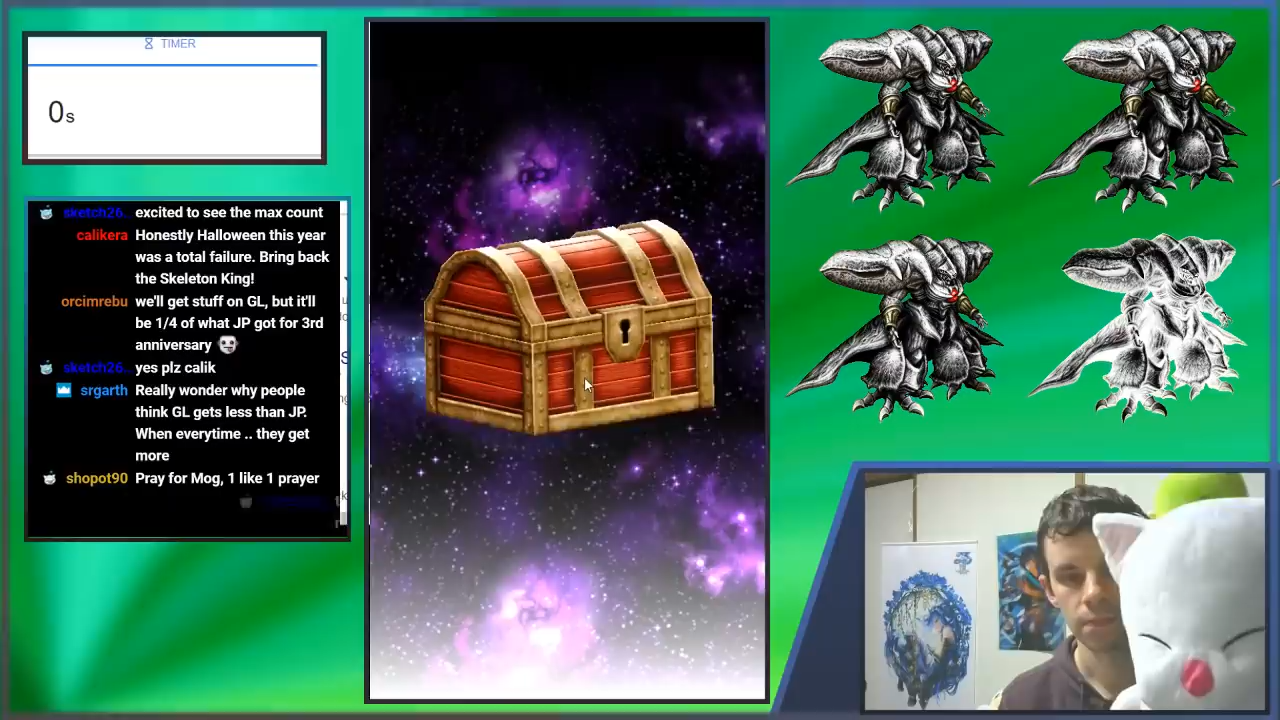 TIMER
0s
sketch26.. excited to see the max count
calikera Honestly Halloween this year
was a total failure. Bring back
the Skeleton King!
orcimrebu we'll get stuff on GL, but it'll
be 1/4 of what JP got for 3rd
anniversary
sketch26.. yes plz calik
srgarth Really wonder why people
think GL gets less than JP.
When everytime .. they get
more
shopot90 Pray for Mog, 1 like 1 prayer